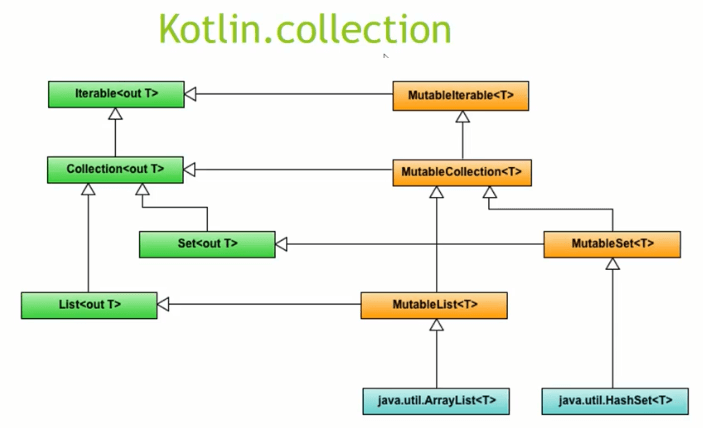 Kotlin.collection
Iterable<out T>
MutableIterable<T>
Collection<out T>
MutableCollection<T>
Set<out T>
MutableSet<T>
List<out T>
MutableList<T>
java.util.ArrayList<T>
java.util.HashSet<T>